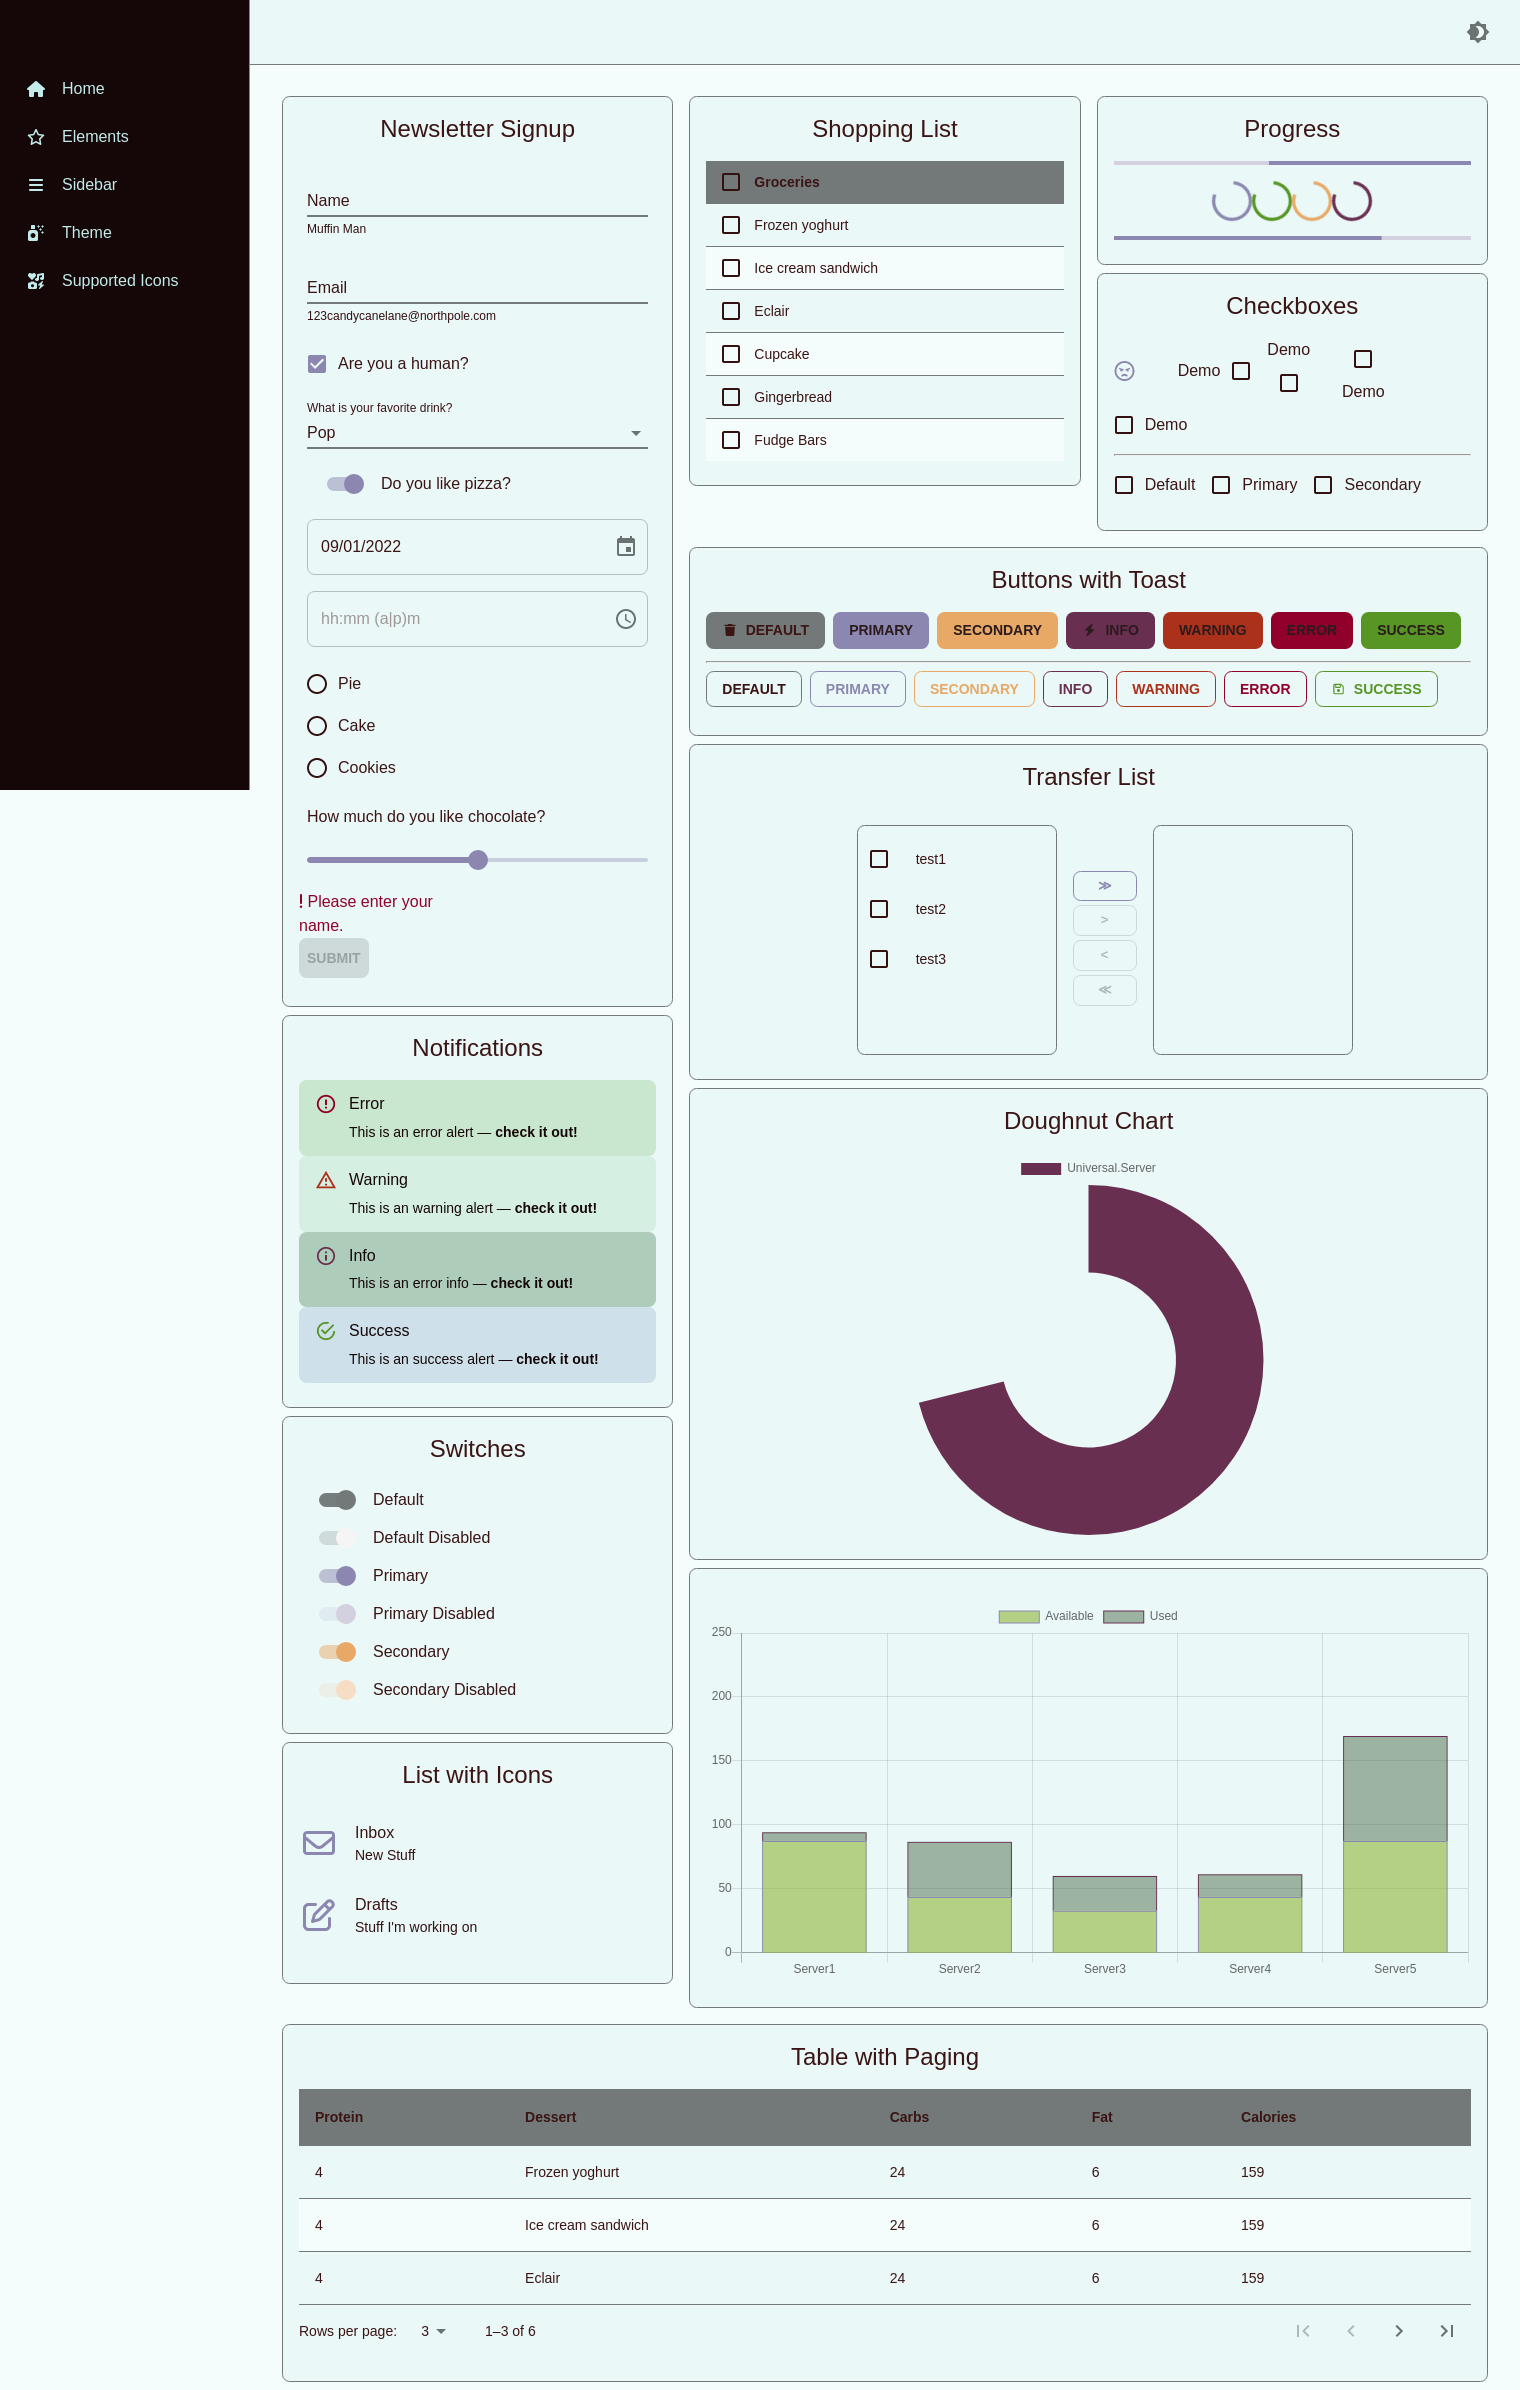 Home
Elements
Sidebar
Theme
Supported Icons
Newsletter Signup
Name
Muffin Man
Email
123candycanelane@northpole.com
Are you a human?
What is your favorite drink?
Pop
Do you like pizza?
09/01/2022
hh:mm (a|p)m
Pie
Cake
Cookies
How much do you like chocolate?
! Please enter your
name.
SUBMIT
Notifications
Error
This is an error alert — check it out!
Warning
This is an warning alert — check it out!
Info
This is an error info — check it out!
Success
This is an success alert — check it out!
Switches
Default
Default Disabled
Primary
Primary Disabled
Secondary
Secondary Disabled
List with Icons
Inbox
New Stuff
Drafts
Stuff I'm working on
Shopping List
Groceries
Frozen yoghurt
Ice cream sandwich
Eclair
Cupcake
Gingerbread
Fudge Bars
Progress
Checkboxes
Demo
Demo
Demo
Demo
Default Primary Secondary
Buttons with Toast
DEFAULT PRIMARY SECONDARY INFO WARNING ERROR SUCCESS
DEFAULT PRIMARY SECONDARY INFO WARNING ERROR SUCCESS
Transfer List
test1
test2
test3
≫
>
<
≪
Doughnut Chart
Universal.Server
Available Used
250
200
150
100
50
0
Server1 Server2 Server3 Server4 Server5
Table with Paging
Protein Dessert Carbs Fat Calories
4 Frozen yoghurt 24 6 159
4 Ice cream sandwich 24 6 159
4 Eclair 24 6 159
Rows per page: 3 1–3 of 6